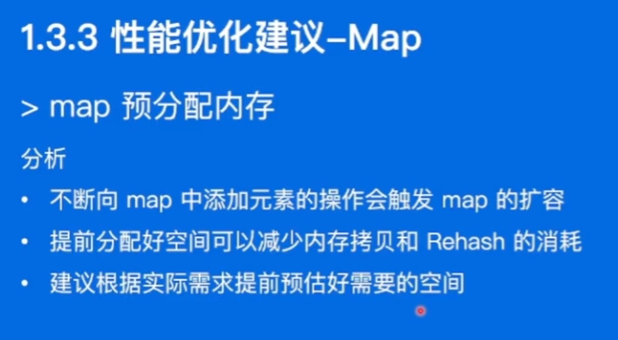 1.3.3 性能优化建议-Map
> map 预分配内存
分析
• 不断向 map 中添加元素的操作会触发 map 的扩容
• 提前分配好空间可以减少内存拷贝和 Rehash 的消耗
• 建议根据实际需求提前预估好需要的空间